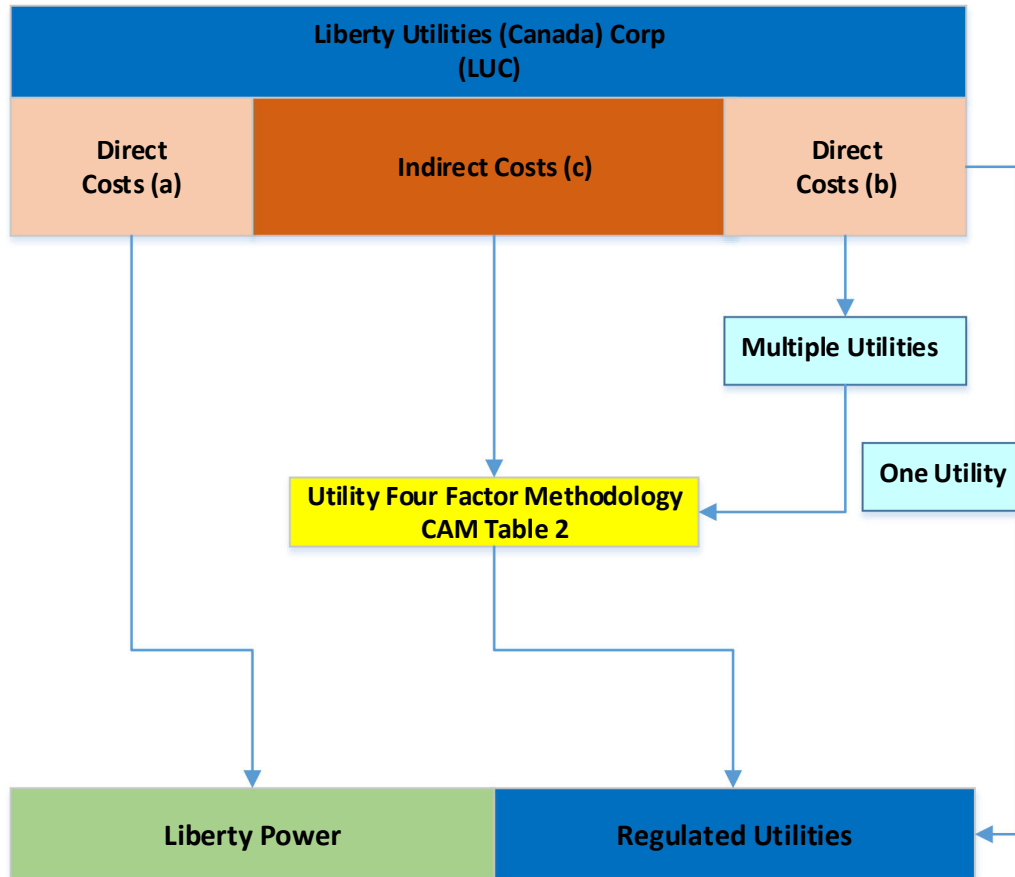 Liberty Utilities (Canada) Corp
(LUC)
Direct
Costs (a)
Indirect Costs (c)
Direct
Costs (b)
Multiple Utilities
One Utility
Utility Four Factor Methodology
CAM Table 2
Liberty Power
Regulated Utilities